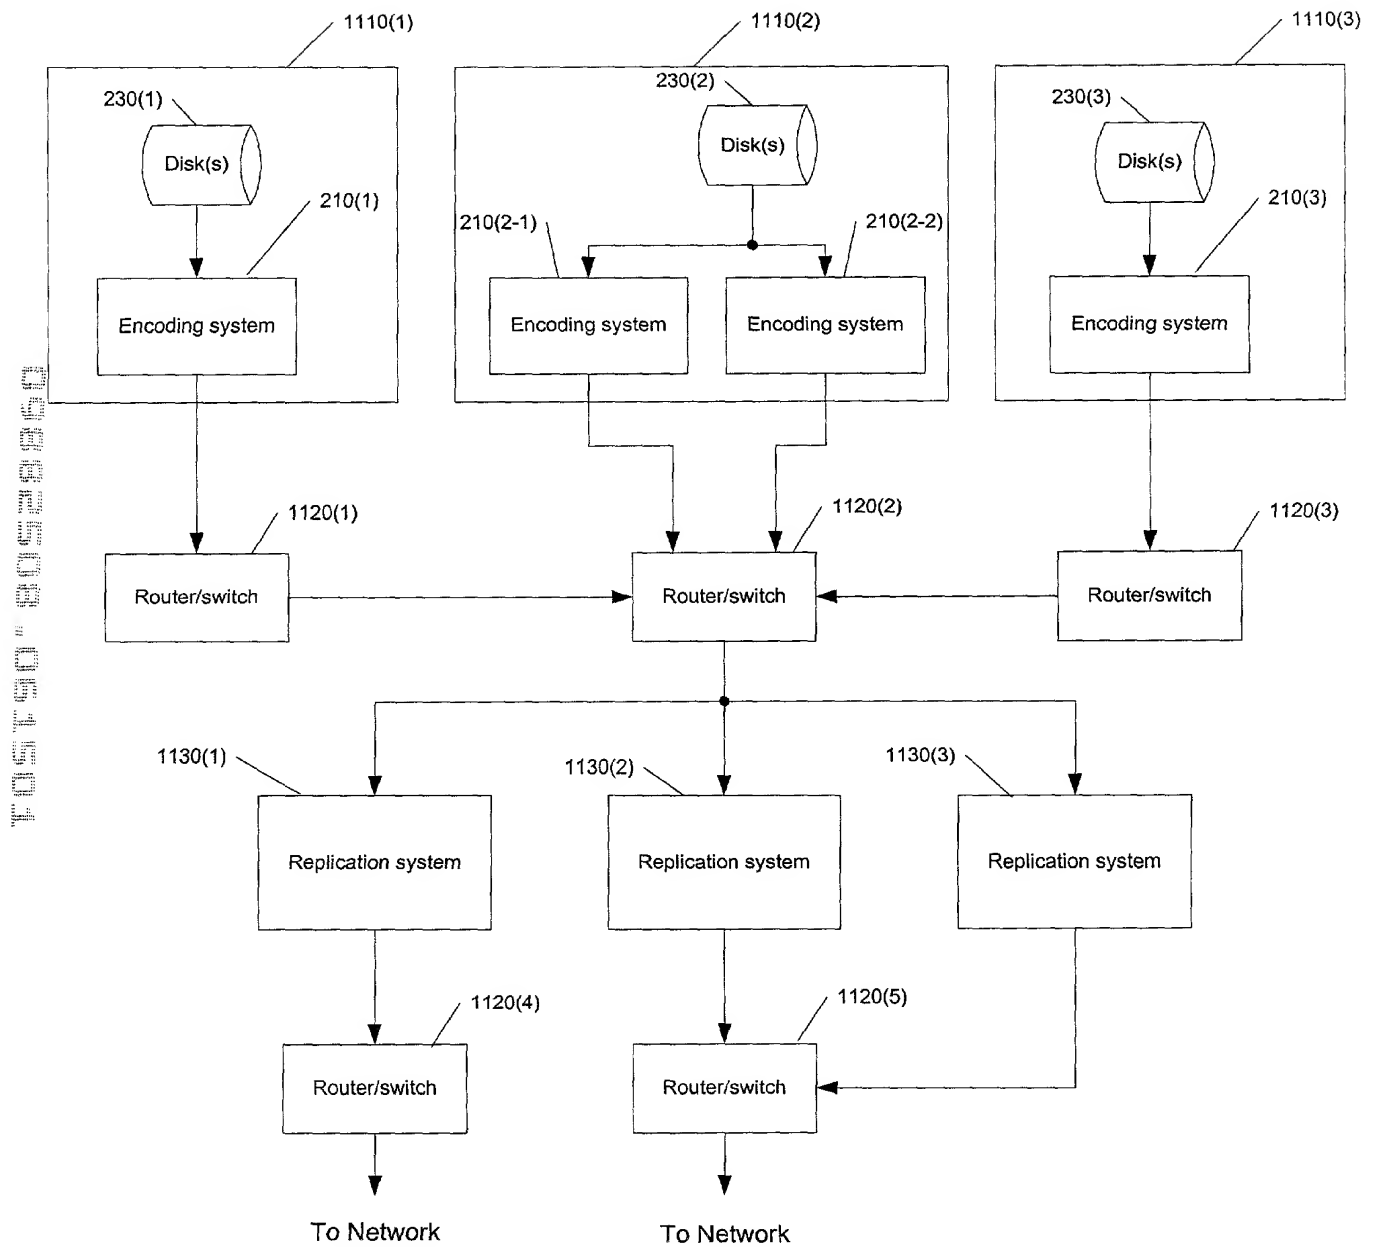 1110(1)
1110(2)
1110(3)
230(1)
230(2)
230(3)
Disk(s)
Disk(s)
Disk(s)
210(1)
210(2-1)
210(2-2)
210(3)
Encoding system
Encoding system
Encoding system
Encoding system
1120(1)
1120(2)
1120(3)
Router/switch
Router/switch
Router/switch
1130(1)
1130(2)
1130(3)
Replication system
Replication system
Replication system
1120(4)
1120(5)
Router/switch
Router/switch
To Network
To Network